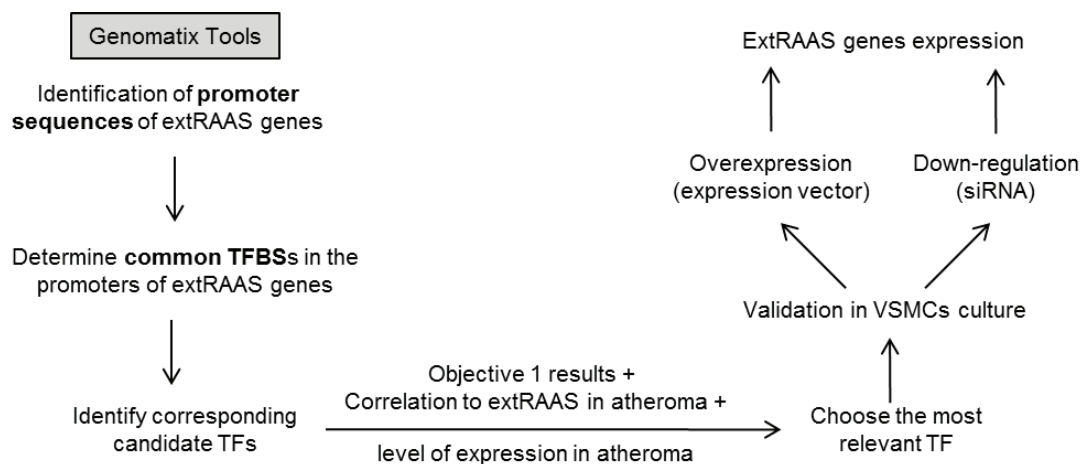 Genomatix Tools
Identification of promoter
sequences of extRAAS genes
Determine common TFBSs in the
promoters of extRAAS genes
Identify corresponding
candidate TFs
Objective 1 results +
Correlation to extRAAS in atheroma +
level of expression in atheroma
Choose the most
relevant TF
Validation in VSMCs culture
Overexpression
(expression vector)
Down-regulation
(siRNA)
ExtRAAS genes expression